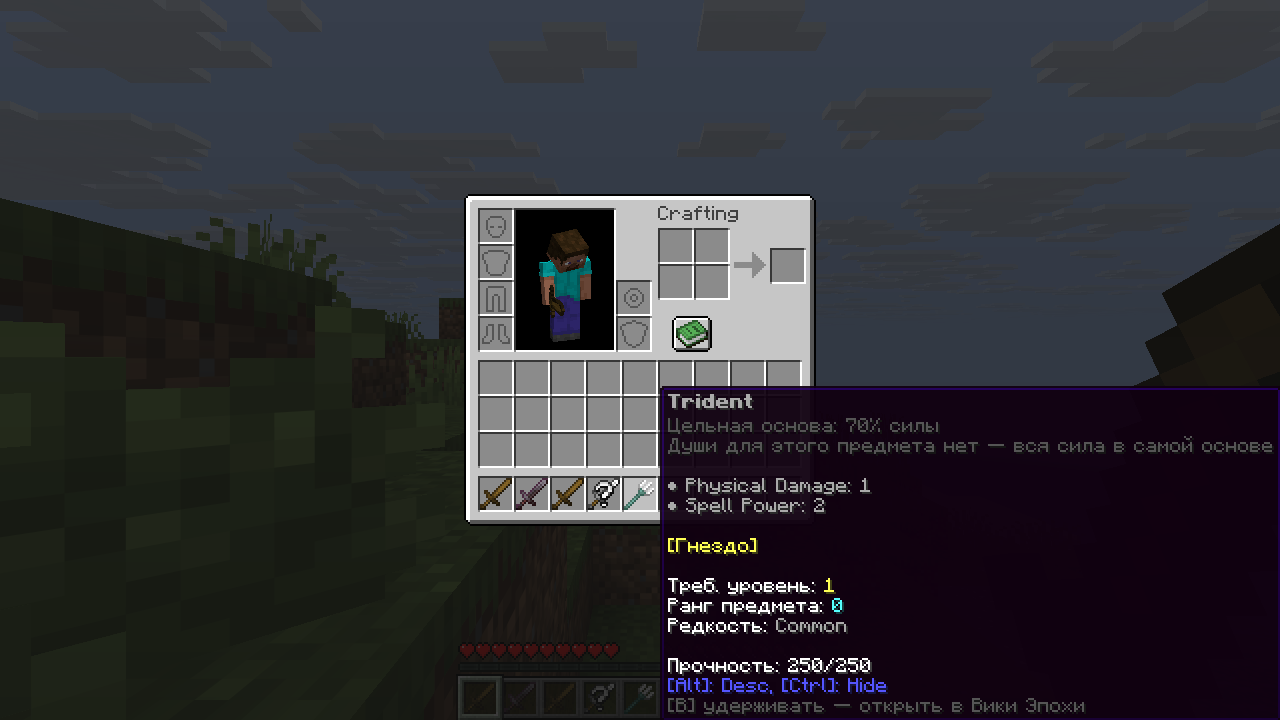 Crafting
Trident
Цельная основа: 70% силы
Души для этого предмета нет — вся сила в самой основе
• Physical Damage: 1
• Spell Power: 2
[Гнездо]
Треб. уровень: 1
Ранг предмета: 0
Редкость: Common
Прочность: 250/250
[Alt]: Desc, [Ctrl]: Hide
[B] удерживать — открыть в Вики Эпохи